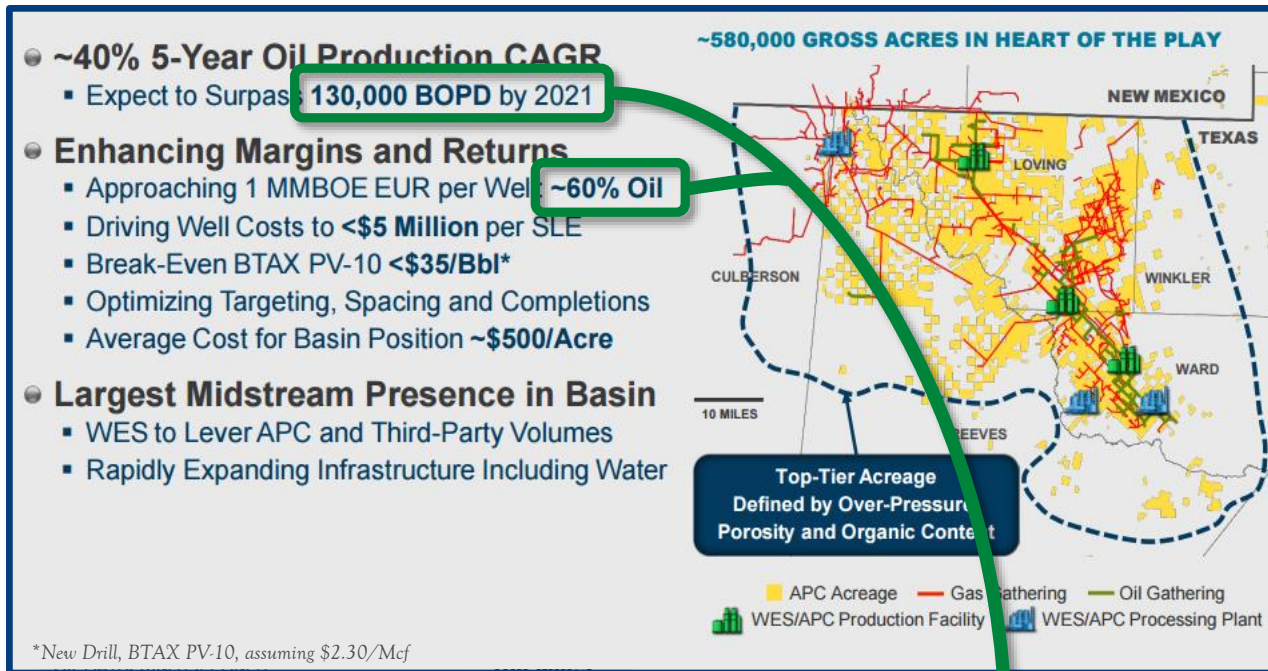 ~40% 5-Year Oil Production CAGR
Expect to Surpass 130,000 BOPD by 2021
Enhancing Margins and Returns
Approaching 1 MMBOE EUR per Well: ~60% Oil
Driving Well Costs to <$5 Million per SLE
Break-Even BTAX PV-10 <$35/Bbl*
Optimizing Targeting, Spacing and Completions
Average Cost for Basin Position ~$500/Acre
Largest Midstream Presence in Basin
WES to Lever APC and Third-Party Volumes
Rapidly Expanding Infrastructure Including Water
*New Drill, BTAX PV-10, assuming $2.30/Mcf
~580,000 GROSS ACRES IN HEART OF THE PLAY
NEW MEXICO
TEXAS
LOVING
CULBERSON
WINKLER
WARD
10 MILES
REEVES
Top-Tier Acreage
Defined by Over-Pressure,
Porosity and Organic Content
APC Acreage
Gas Gathering
Oil Gathering
WES/APC Production Facility
WES/APC Processing Plant